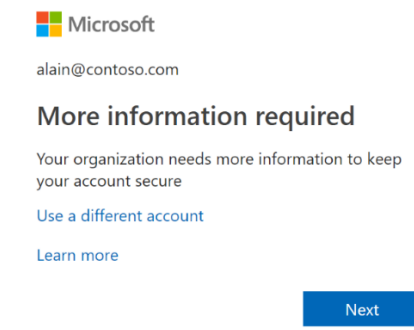 Microsoft
alain@contoso.com
More information required
Your organization needs more information to keep
your account secure
Use a different account
Learn more
Next